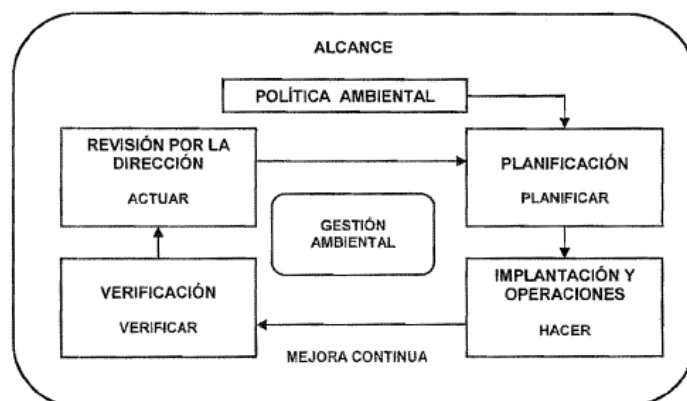 ALCANCE
POLÍTICA AMBIENTAL
REVISIÓN POR LA
DIRECCIÓN
ACTUAR
PLANIFICACIÓN
PLANIFICAR
GESTIÓN
AMBIENTAL
VERIFICACIÓN
VERIFICAR
IMPLANTACIÓN Y
OPERACIONES
HACER
MEJORA CONTINUA